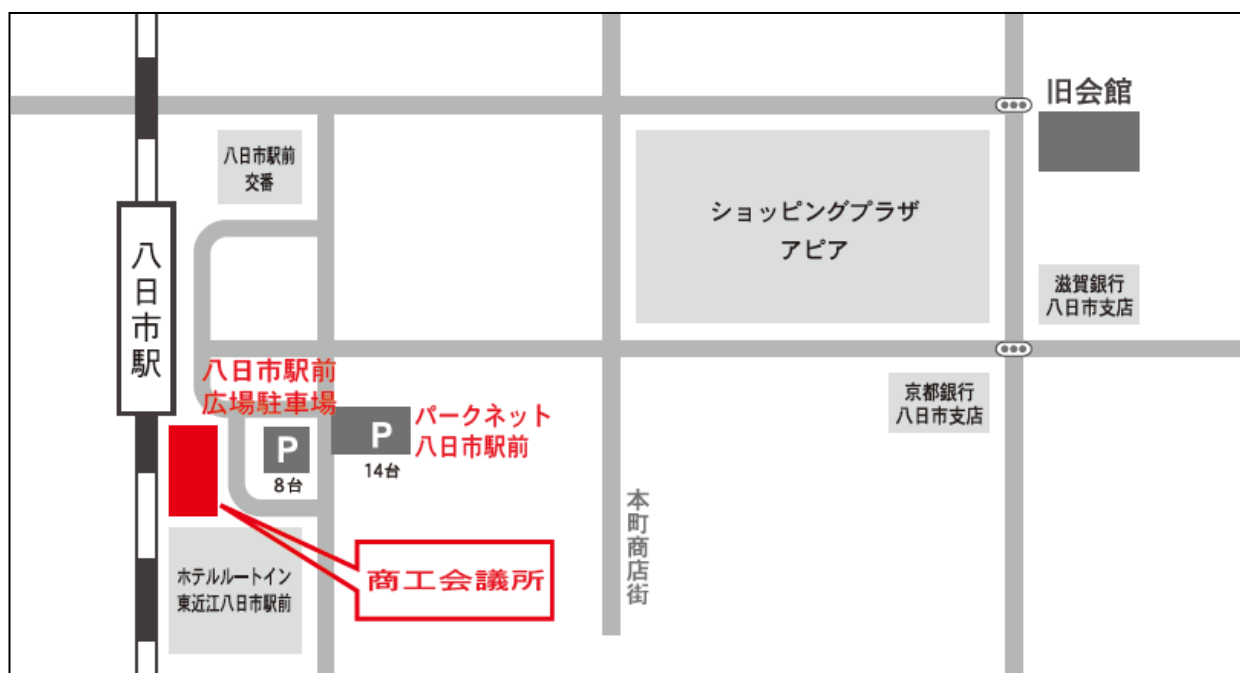 旧会館
八日市駅前
交番
ショッピングプラザ
アピア
八日市駅
滋賀銀行
八日市支店
八日市駅前
広場駐車場
京都銀行
八日市支店
パークネット
八日市駅前
P
8台
P
14台
本町商店街
商工会議所
ホテルルートイン
東近江八日市駅前